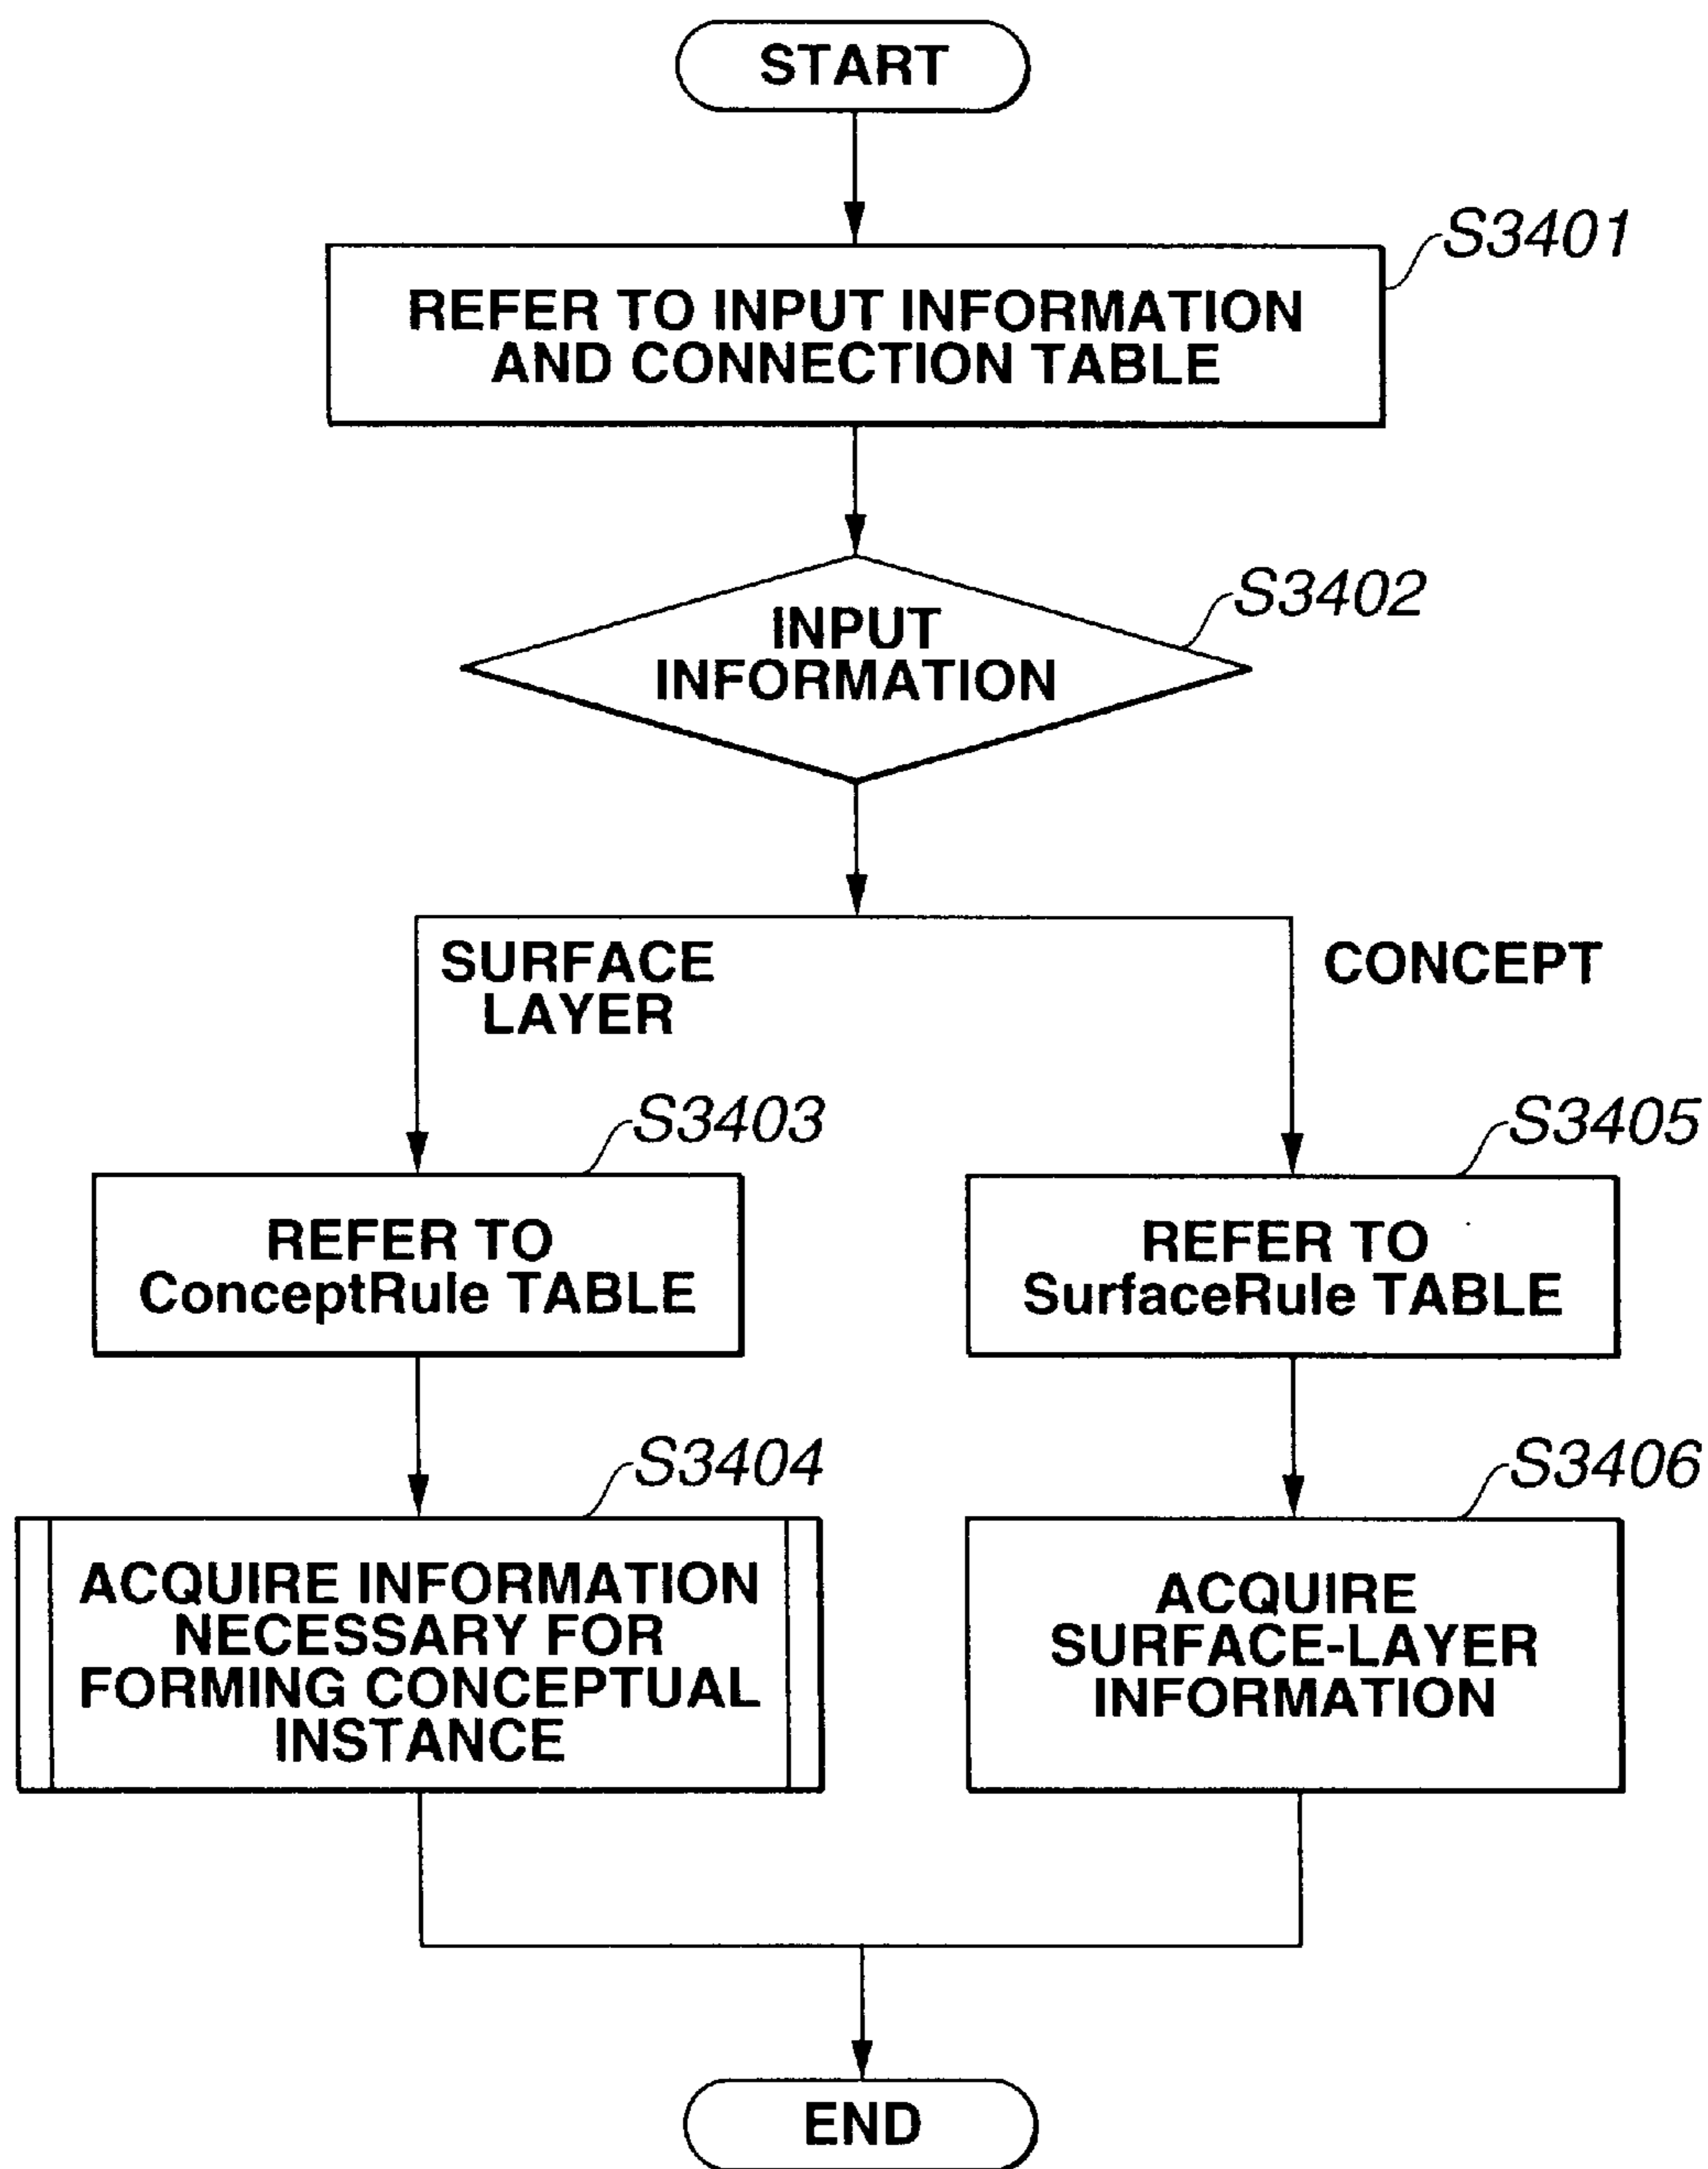 START
S3401
REFER TO INPUT INFORMATION
AND CONNECTION TABLE
S3402
INPUT
INFORMATION
SURFACE
LAYER
CONCEPT
S3403
REFER TO
ConceptRule TABLE
S3405
REFER TO
SurfaceRule TABLE
S3404
ACQUIRE INFORMATION
NECESSARY FOR
FORMING CONCEPTUAL
INSTANCE
S3406
ACQUIRE
SURFACE-LAYER
INFORMATION
END